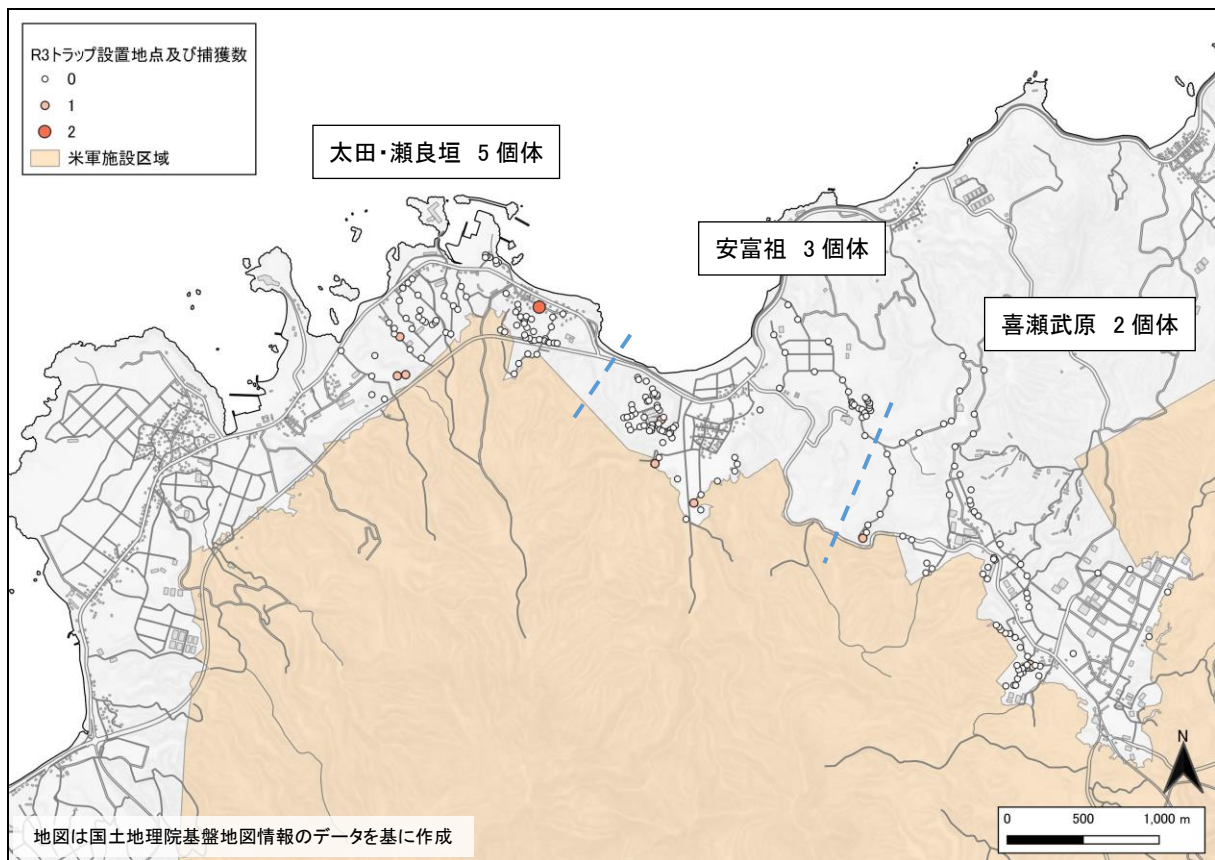 R3トラップ設置地点及び捕獲数
0
1
2
米軍施設区域
太田・瀬良垣 5個体
安富祖 3個体
喜瀬武原 2個体
N
0 500 1,000 m
地図は国土地理院基盤地図情報のデータを基に作成